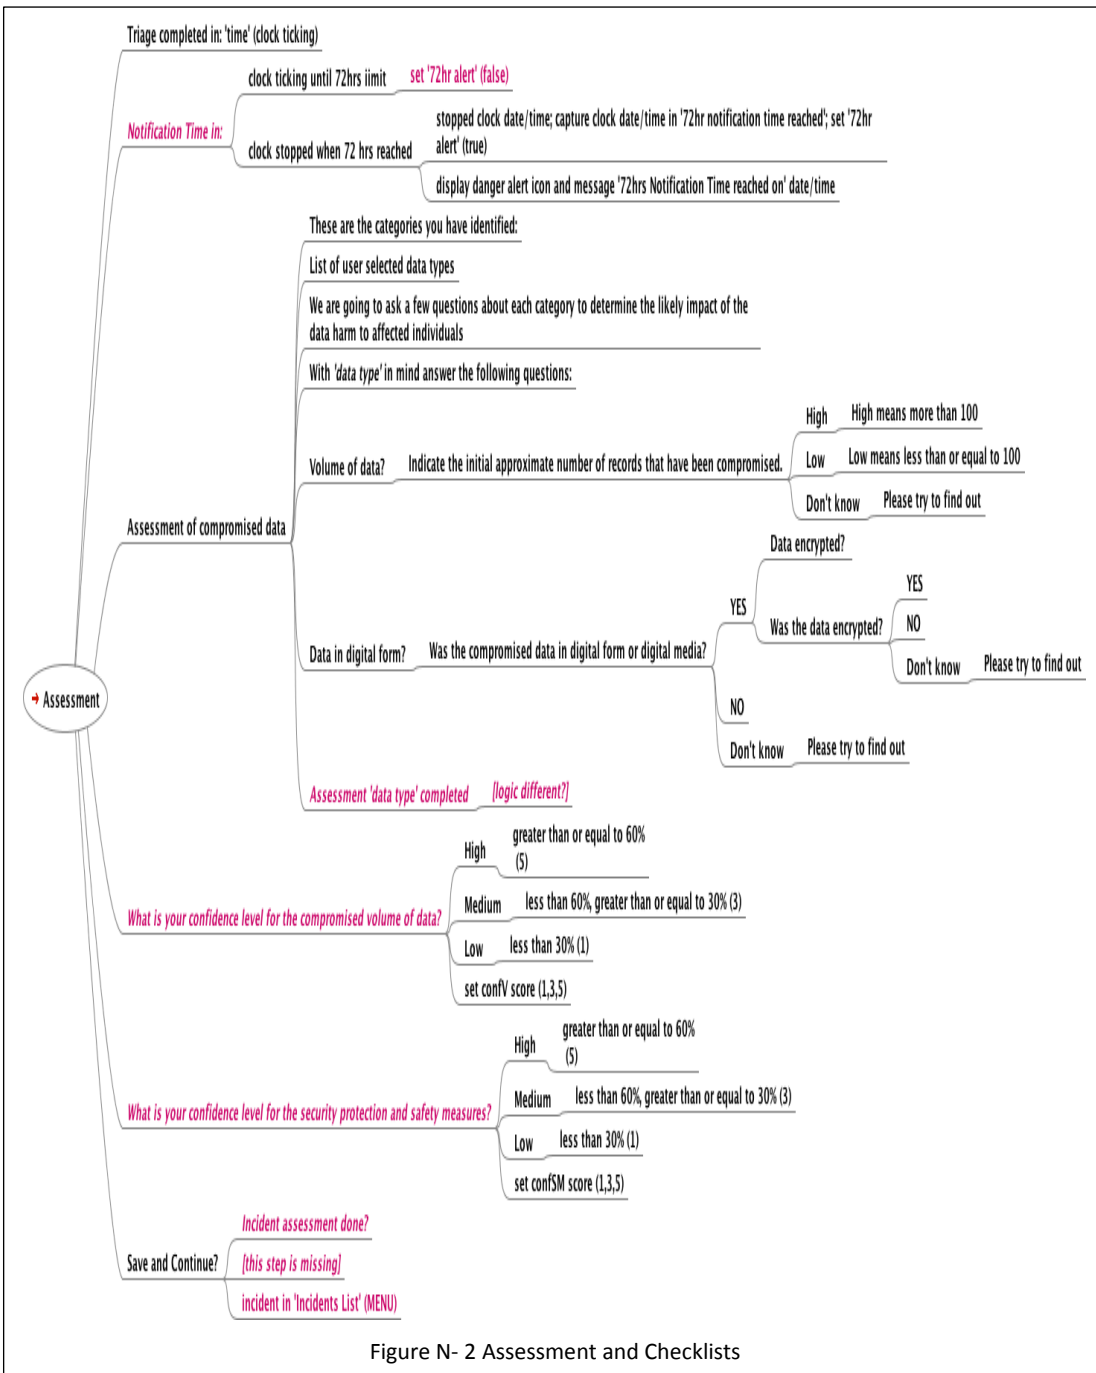 Triage completed in: 'time' (clock ticking)
Notification Time in:
clock ticking until 72hrs iimit
set '72hr alert' (false)
clock stopped when 72 hrs reached
stopped clock date/time; capture clock date/time in '72hr notification time reached'; set '72hr
alert' (true)
display danger alert icon and message '72hrs Notification Time reached on' date/time
Assessment of compromised data
These are the categories you have identified:
List of user selected data types
We are going to ask a few questions about each category to determine the likely impact of the
data harm to affected individuals
With 'data type' in mind answer the following questions:
Volume of data?
Indicate the initial approximate number of records that have been compromised.
High
High means more than 100
Low
Low means less than or equal to 100
Don't know
Please try to find out
Data in digital form?
Was the compromised data in digital form or digital media?
YES
Data encrypted?
Was the data encrypted?
YES
NO
Don't know
Please try to find out
NO
Don't know
Please try to find out
Assessment 'data type' completed
[logic different?]
Assessment
What is your confidence level for the compromised volume of data?
High
greater than or equal to 60%
(5)
Medium
less than 60%, greater than or equal to 30% (3)
Low
less than 30% (1)
set confV score (1,3,5)
What is your confidence level for the security protection and safety measures?
High
greater than or equal to 60%
(5)
Medium
less than 60%, greater than or equal to 30% (3)
Low
less than 30% (1)
set confSM score (1,3,5)
Save and Continue?
Incident assessment done?
[this step is missing]
incident in 'Incidents List' (MENU)
Figure N- 2 Assessment and Checklists